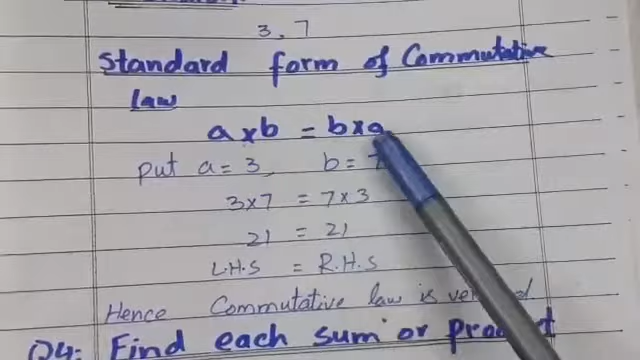 3, 7
Standard form of Commutative
law
a x b = b x a
put a = 3, b = 7
3 x 7 = 7 x 3
21 = 21
L.H.S = R.H.S
Hence Commutative law is
Q4: Find each sum or product